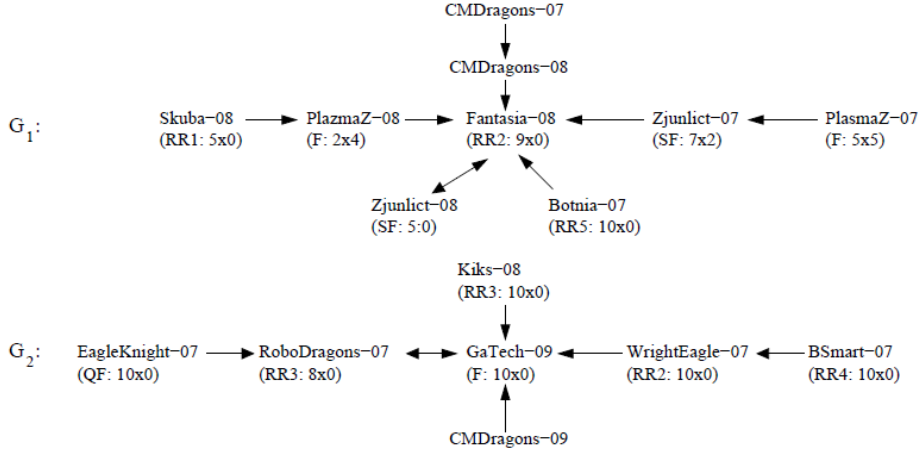 CMDragons−07
CMDragons−08
G1: Skuba−08 PlazmaZ−08 Fantasia−08 Zjunlict−07 PlasmaZ−07
(RR1: 5x0) (F: 2x4) (RR2: 9x0) (SF: 7x2) (F: 5x5)
Zjunlict−08 Botnia−07
(SF: 5:0) (RR5: 10x0)
Kiks−08
(RR3: 10x0)
G2: EagleKnight−07 RoboDragons−07 GaTech−09 WrightEagle−07 BSmart−07
(QF: 10x0) (RR3: 8x0) (F: 10x0) (RR2: 10x0) (RR4: 10x0)
CMDragons−09